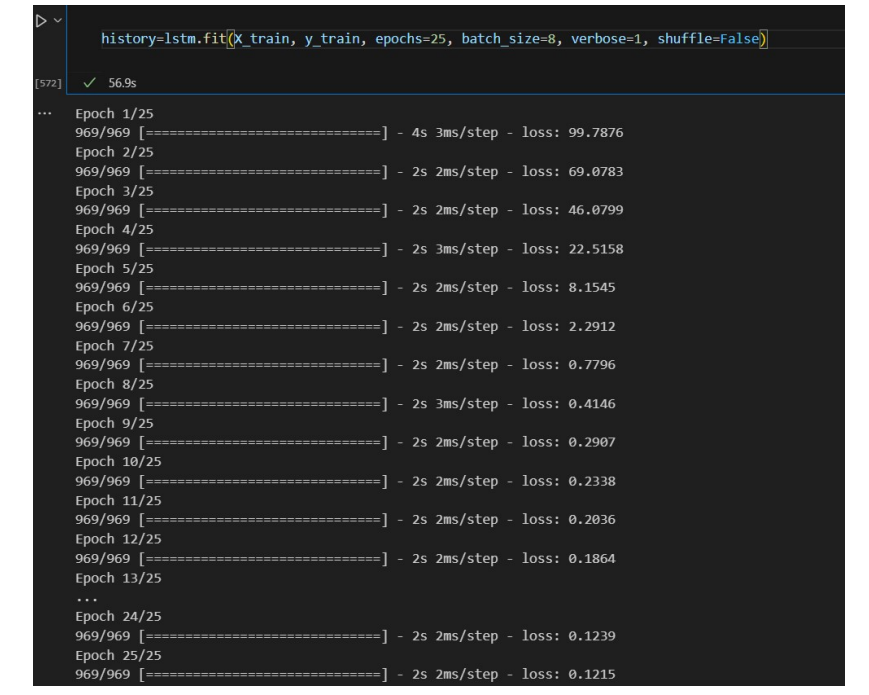 history=lstm.fit(X_train, y_train, epochs=25, batch_size=8, verbose=1, shuffle=False)
[572] ✓ 56.9s
... Epoch 1/25
969/969 [==============================] - 4s 3ms/step - loss: 99.7876
Epoch 2/25
969/969 [==============================] - 2s 2ms/step - loss: 69.0783
Epoch 3/25
969/969 [==============================] - 2s 2ms/step - loss: 46.0799
Epoch 4/25
969/969 [==============================] - 2s 3ms/step - loss: 22.5158
Epoch 5/25
969/969 [==============================] - 2s 2ms/step - loss: 8.1545
Epoch 6/25
969/969 [==============================] - 2s 2ms/step - loss: 2.2912
Epoch 7/25
969/969 [==============================] - 2s 2ms/step - loss: 0.7796
Epoch 8/25
969/969 [==============================] - 2s 3ms/step - loss: 0.4146
Epoch 9/25
969/969 [==============================] - 2s 2ms/step - loss: 0.2907
Epoch 10/25
969/969 [==============================] - 2s 2ms/step - loss: 0.2338
Epoch 11/25
969/969 [==============================] - 2s 2ms/step - loss: 0.2036
Epoch 12/25
969/969 [==============================] - 2s 2ms/step - loss: 0.1864
Epoch 13/25
...
Epoch 24/25
969/969 [==============================] - 2s 2ms/step - loss: 0.1239
Epoch 25/25
969/969 [==============================] - 2s 2ms/step - loss: 0.1215